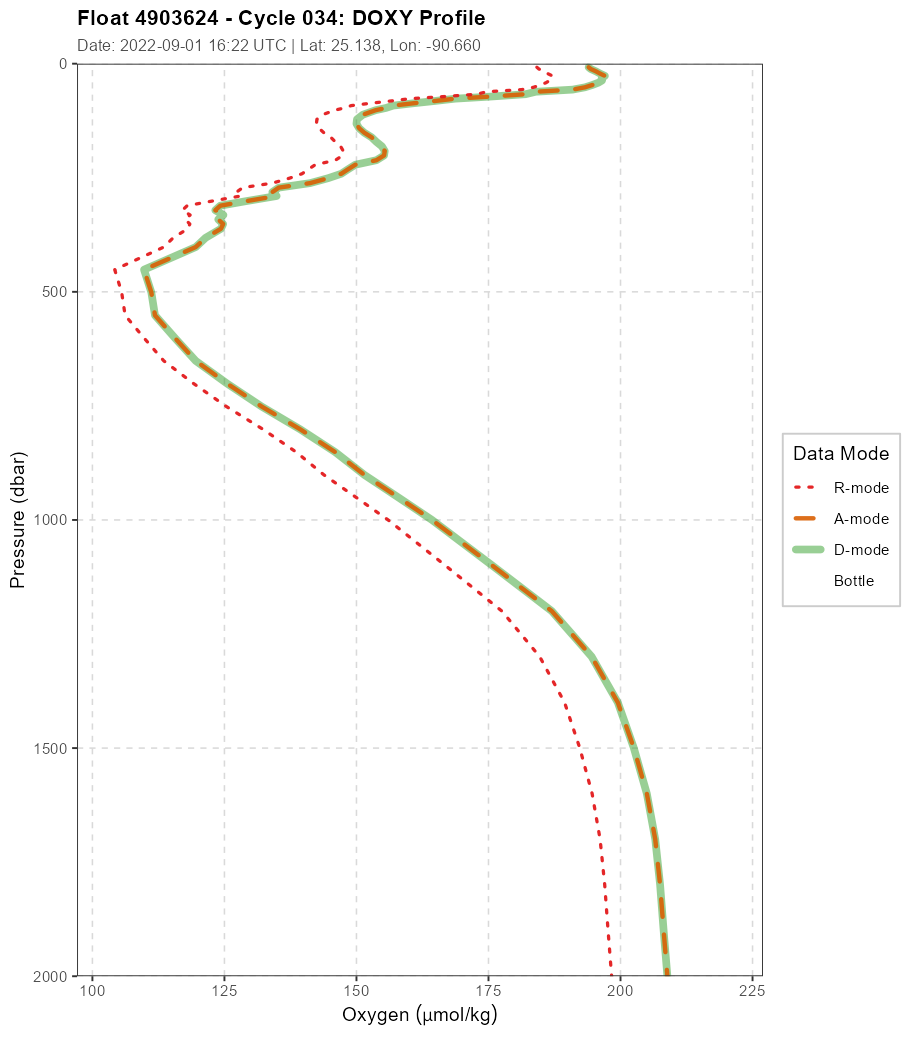 Float 4903624 - Cycle 034: DOXY Profile
Date: 2022-09-01 16:22 UTC | Lat: 25.138, Lon: -90.660
0
500
1000
1500
2000
Pressure (dbar)
100 125 150 175 200 225
Oxygen (μmol/kg)
Data Mode
R-mode
A-mode
D-mode
Bottle